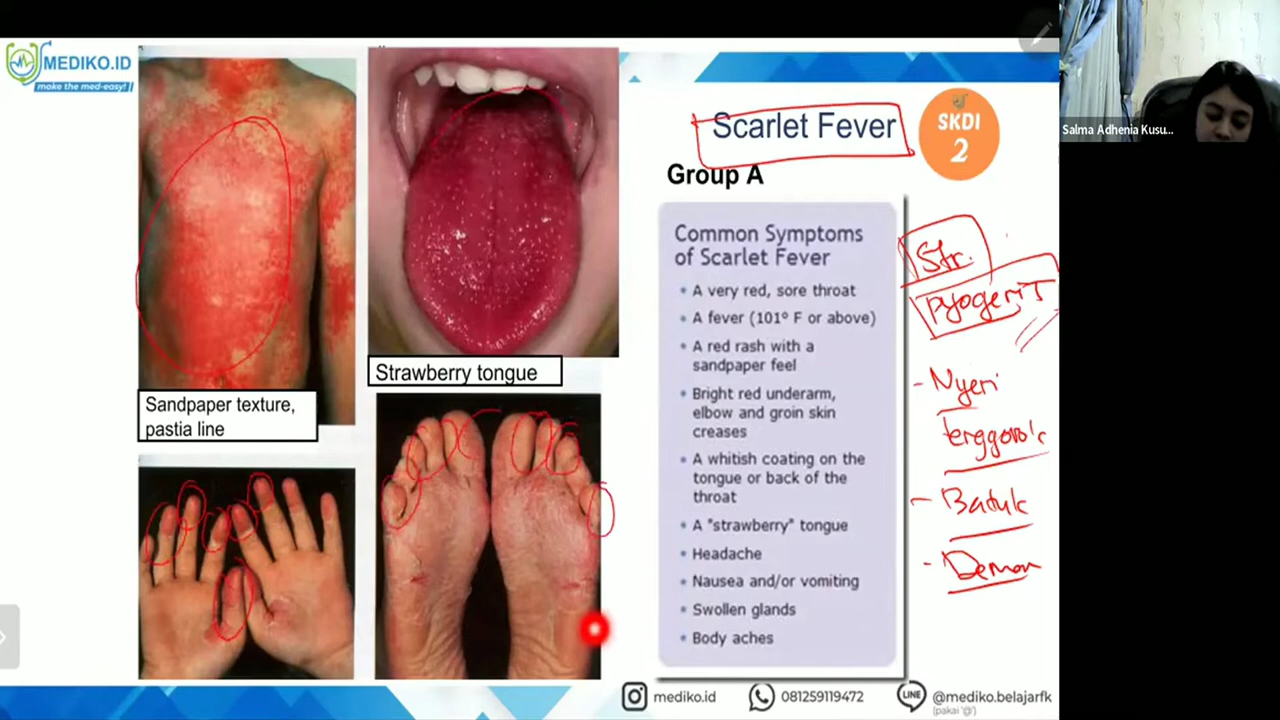 MEDIKO.ID
make the med-easy!
Scarlet Fever
SKDI
2
Group A
Common Symptoms
of Scarlet Fever
• A very red, sore throat
• A fever (101º F or above)
• A red rash with a
sandpaper feel
• Bright red underarm,
elbow and groin skin
creases
• A whitish coating on the
tongue or back of the
throat
• A "strawberry" tongue
• Headache
• Nausea and/or vomiting
• Swollen glands
• Body aches
Strawberry tongue
Sandpaper texture,
pastia line
Str.
- Nyeri
- Batuk
- Demam
Salma Adhenia Kusu...
mediko.id
081259119472
LINE
@mediko.belajarfk
(pakai '@')